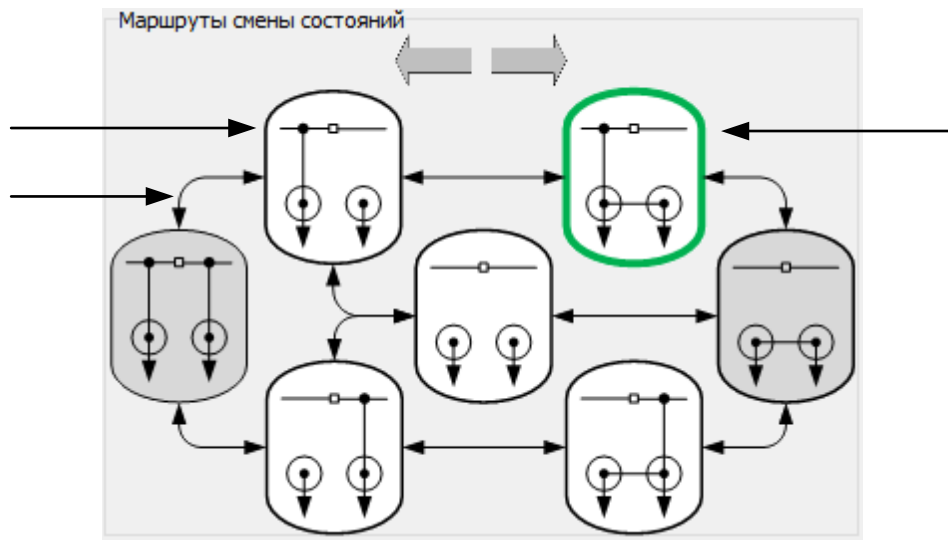 Маршруты смены состояний